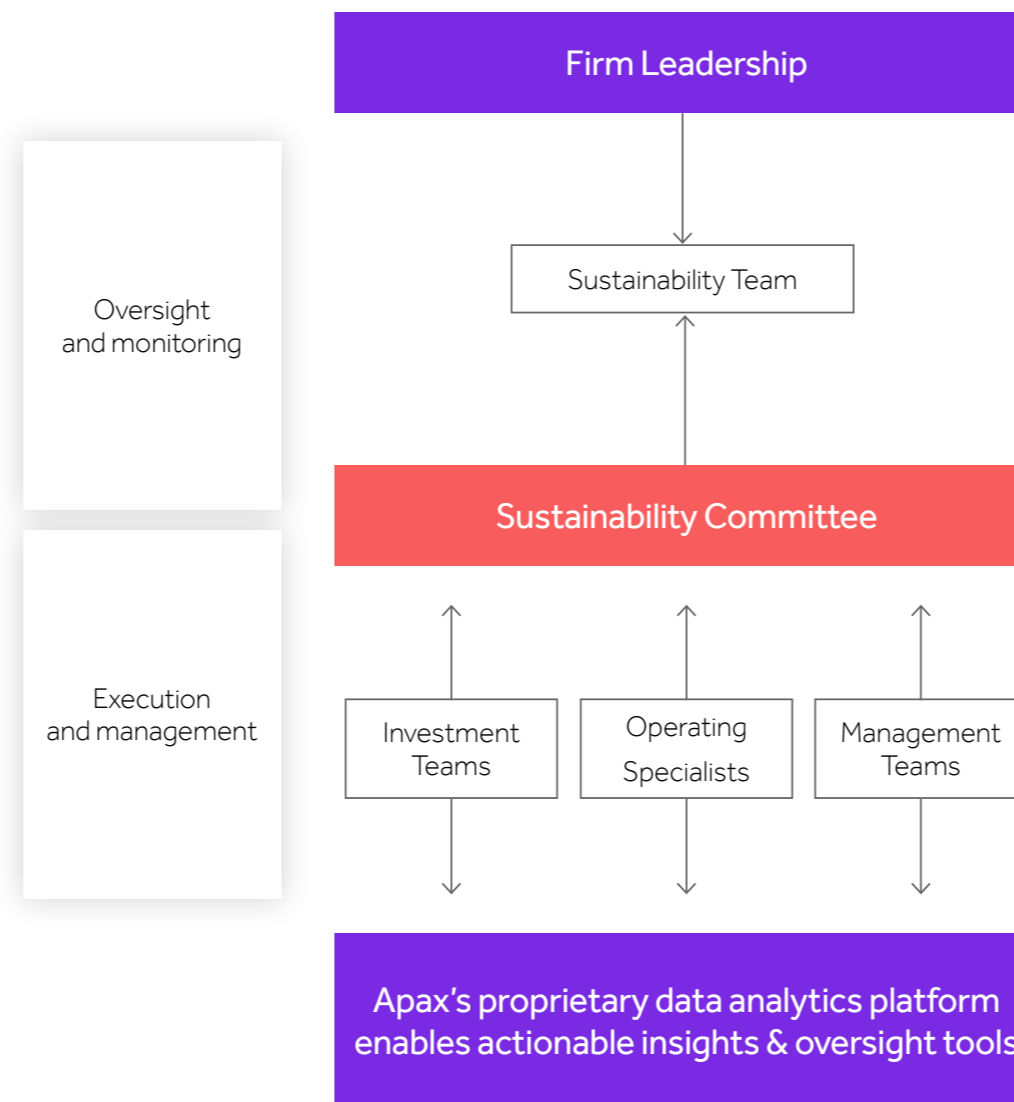 Firm Leadership
Sustainability Team
Oversight
and monitoring
Sustainability Committee
Execution
and management
Investment
Teams
Operating
Specialists
Management
Teams
Apax’s proprietary data analytics platform
enables actionable insights & oversight tools